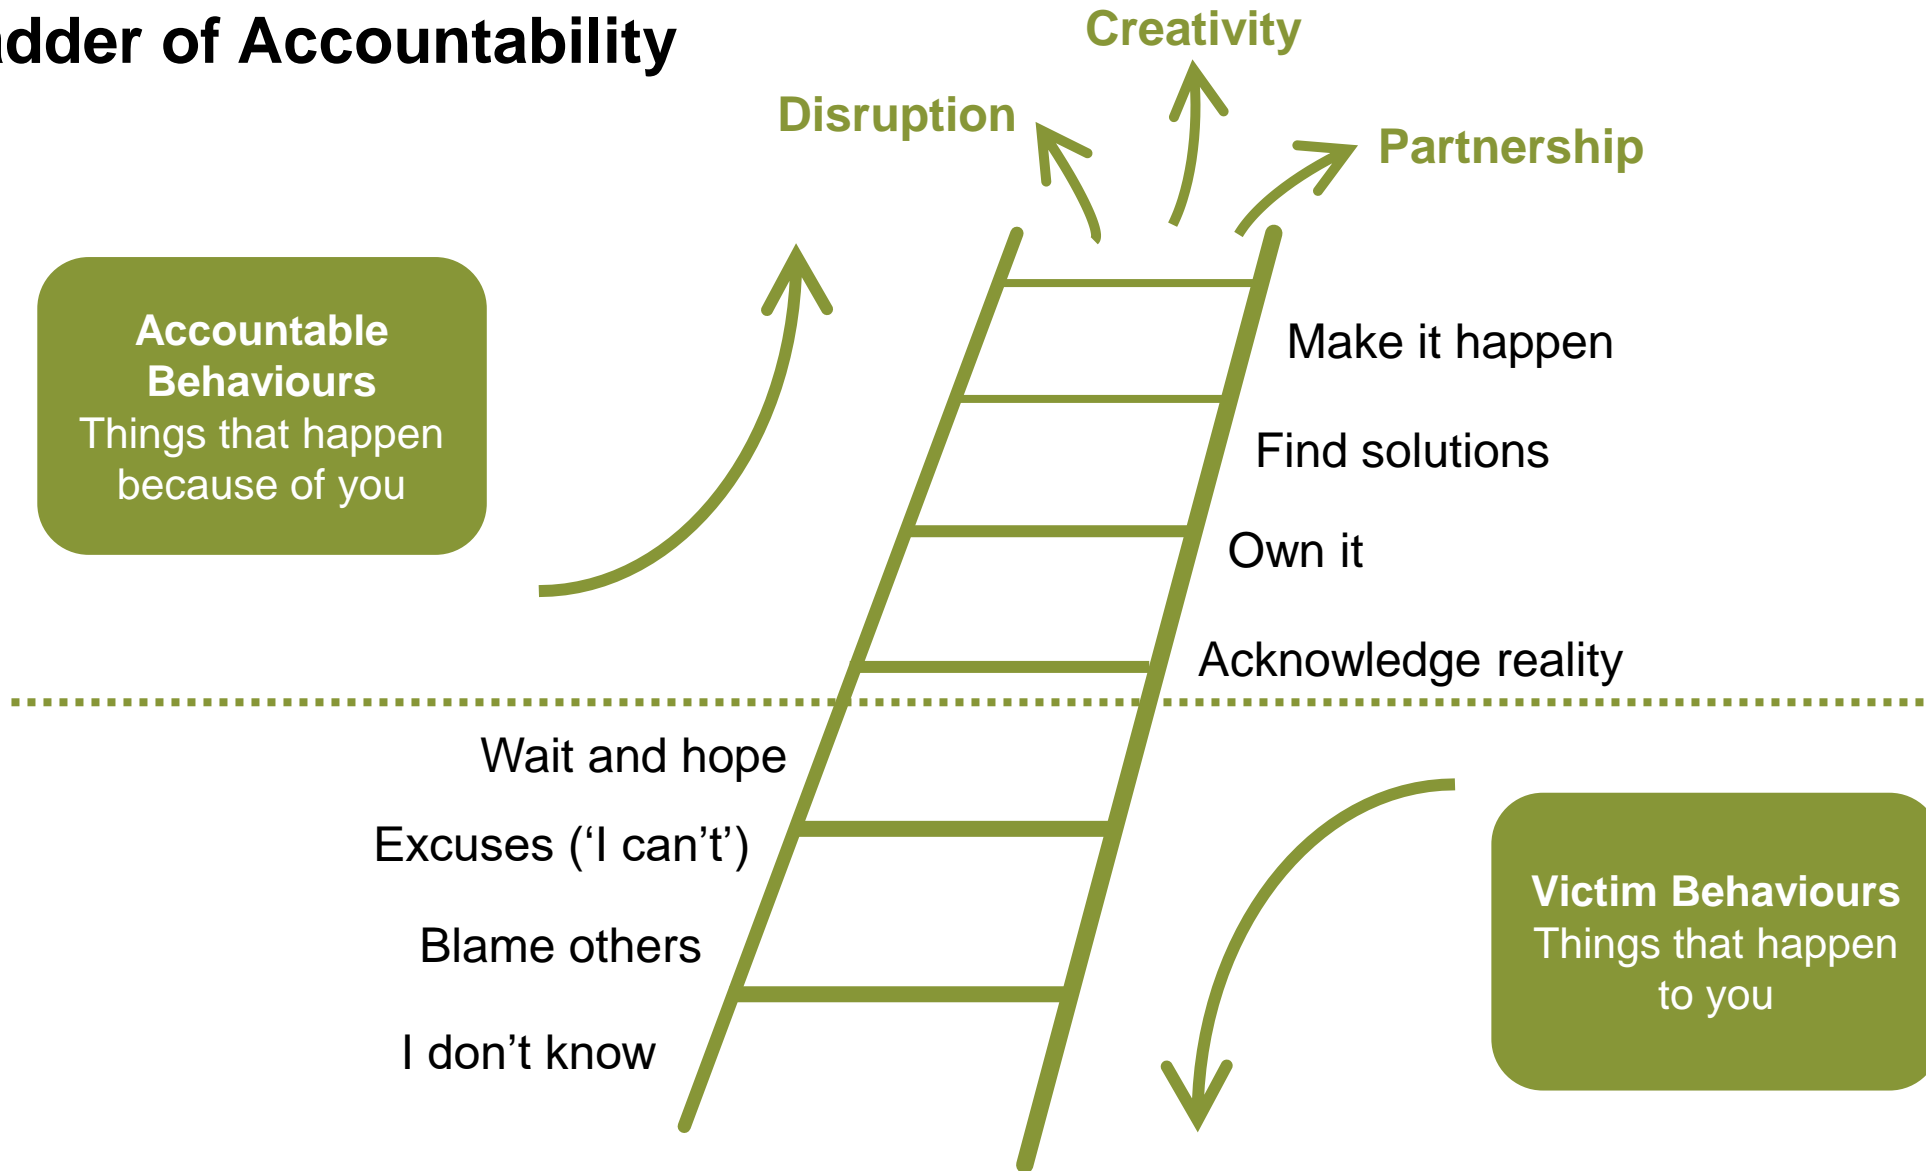 adder of Accountability
Creativity
Disruption
Partnership
Accountable
Behaviours
Things that happen
because of you
Make it happen
Find solutions
Own it
Acknowledge reality
Wait and hope
Excuses (‘I can’t’)
Blame others
I don’t know
Victim Behaviours
Things that happen
to you